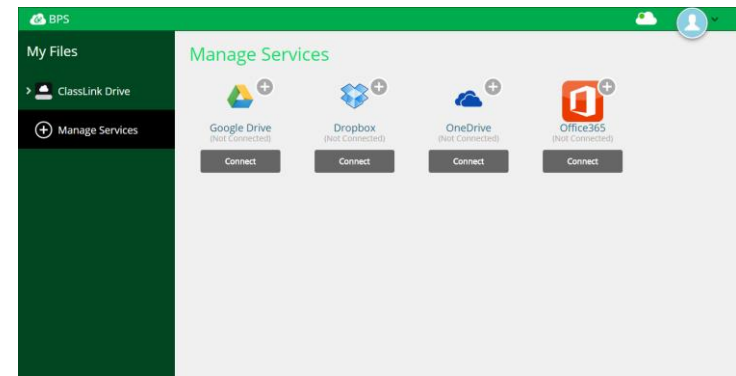 BPS
My Files
ClassLink Drive
Manage Services
Manage Services
Google Drive
(Not Connected)
Connect
Dropbox
(Not Connected)
Connect
OneDrive
(Not Connected)
Connect
Office365
(Not Connected)
Connect